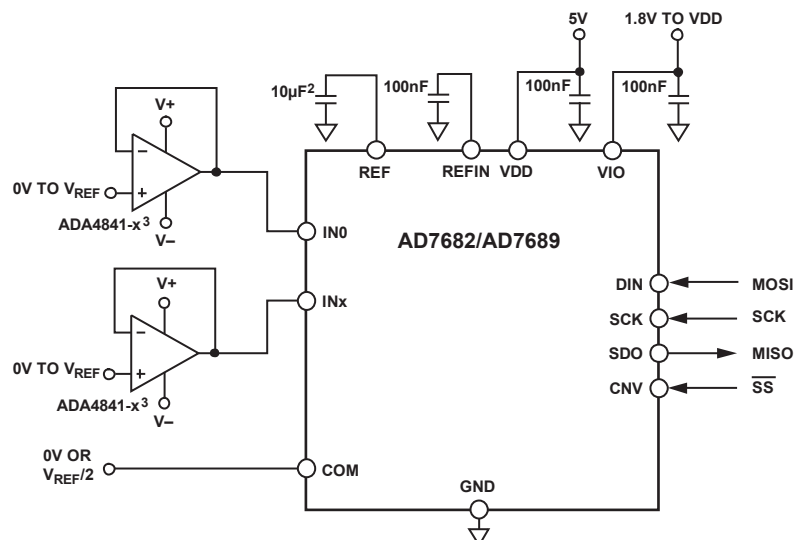 5V
1.8V TO VDD
10µF²
100nF
100nF
100nF
V+
–
+
0V TO VREF
ADA4841-x³
V–
REF
REFIN
VDD
VIO
AD7682/AD7689
IN0
V+
INx
–
+
0V TO VREF
ADA4841-x³
V–
DIN
MOSI
SCK
SCK
SDO
MISO
CNV
SS
0V OR
VREF/2
COM
GND